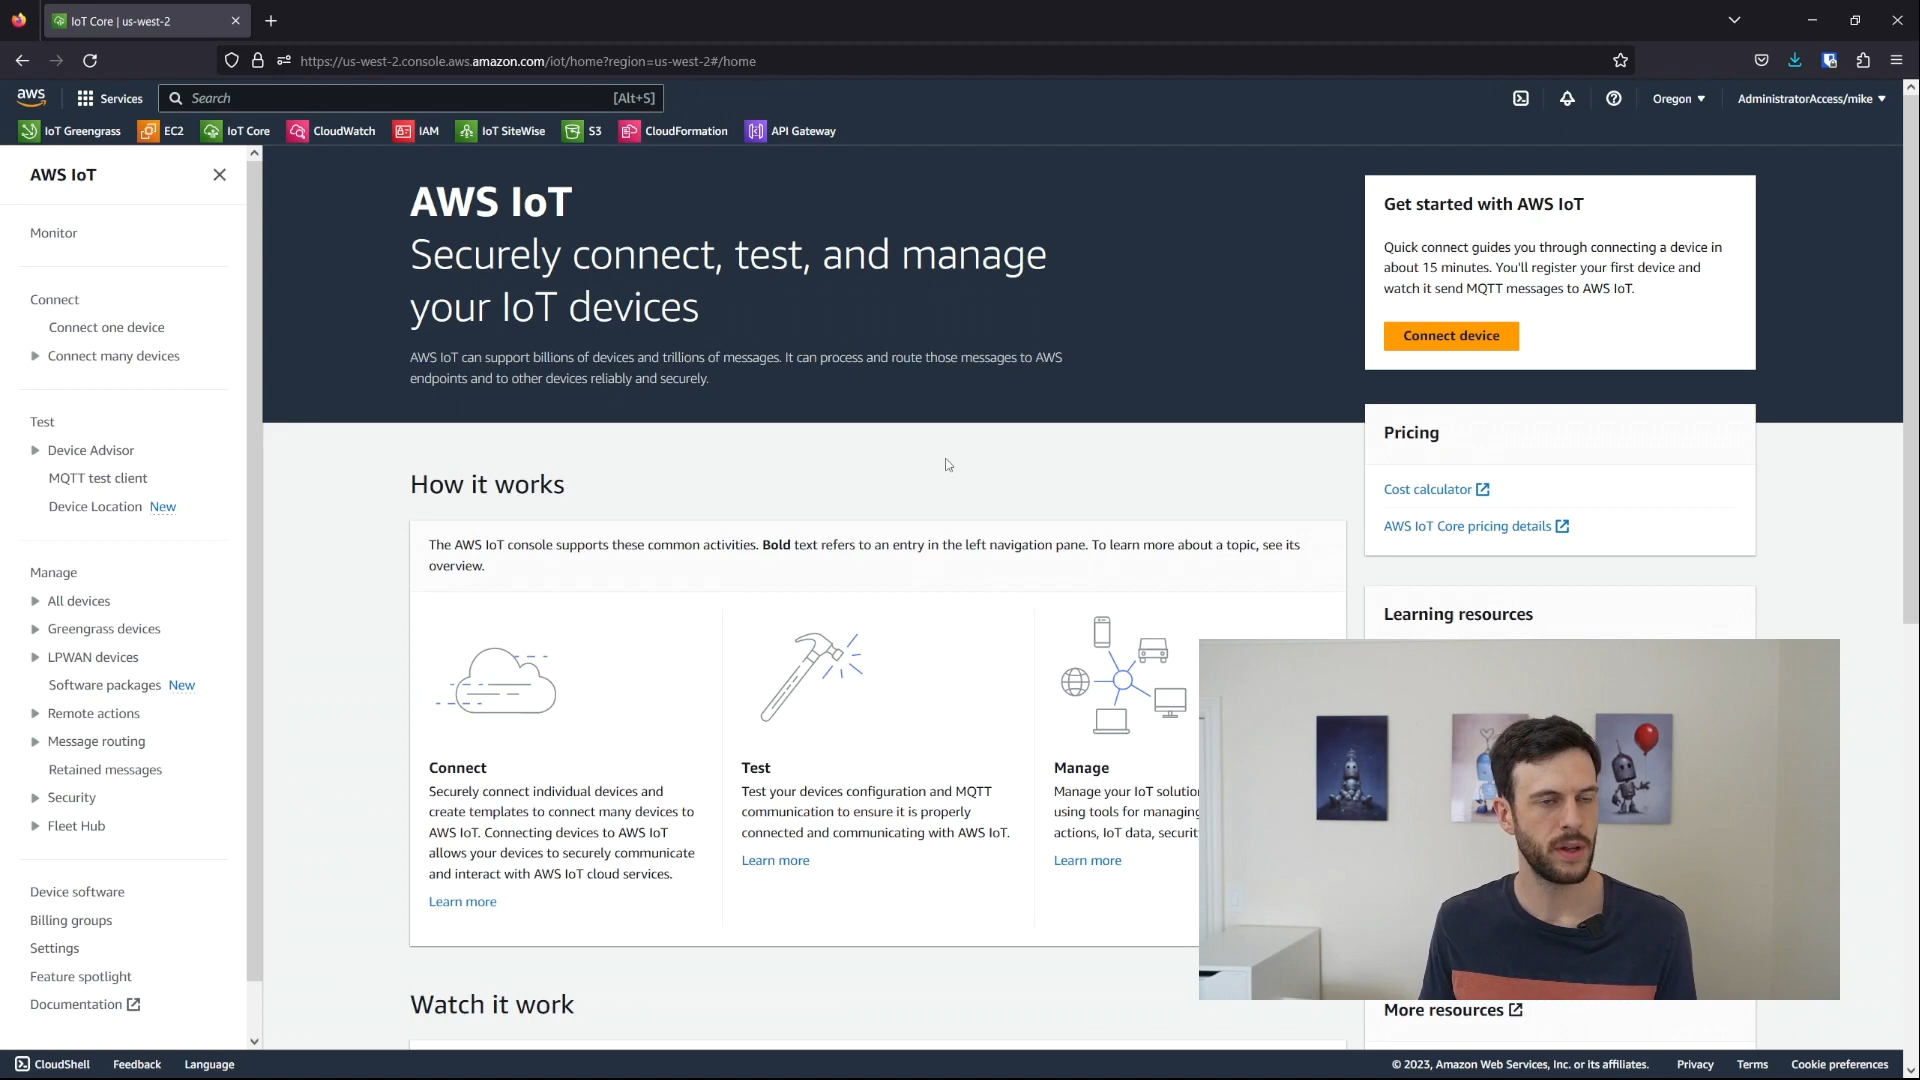 IoT Core | us-west-2
https://us-west-2.console.aws.amazon.com/iot/home?region=us-west-2#/home
aws
Services
Search
[Alt+S]
Oregon
AdministratorAccess/mike
IoT Greengrass
EC2
IoT Core
CloudWatch
IAM
IoT SiteWise
S3
CloudFormation
API Gateway
AWS IoT
Monitor
Connect
Connect one device
Connect many devices
Test
Device Advisor
MQTT test client
Device Location New
Manage
All devices
Greengrass devices
LPWAN devices
Software packages New
Remote actions
Message routing
Retained messages
Security
Fleet Hub
Device software
Billing groups
Settings
Feature spotlight
Documentation
AWS IoT
Securely connect, test, and manage
your IoT devices
AWS IoT can support billions of devices and trillions of messages. It can process and route those messages to AWS
endpoints and to other devices reliably and securely.
Get started with AWS IoT
Quick connect guides you through connecting a device in
about 15 minutes. You'll register your first device and
watch it send MQTT messages to AWS IoT.
Connect device
Pricing
Cost calculator
AWS IoT Core pricing details
Learning resources
More resources
How it works
The AWS IoT console supports these common activities. Bold text refers to an entry in the left navigation pane. To learn more about a topic, see its
overview.
Connect
Securely connect individual devices and
create templates to connect many devices to
AWS IoT. Connecting devices to AWS IoT
allows your devices to securely communicate
and interact with AWS IoT cloud services.
Learn more
Test
Test your devices configuration and MQTT
communication to ensure it is properly
connected and communicating with AWS IoT.
Learn more
Manage
Manage your IoT solution
using tools for managing
actions, IoT data, securit
Learn more
Watch it work
CloudShell
Feedback
Language
© 2023, Amazon Web Services, Inc. or its affiliates.
Privacy
Terms
Cookie preferences